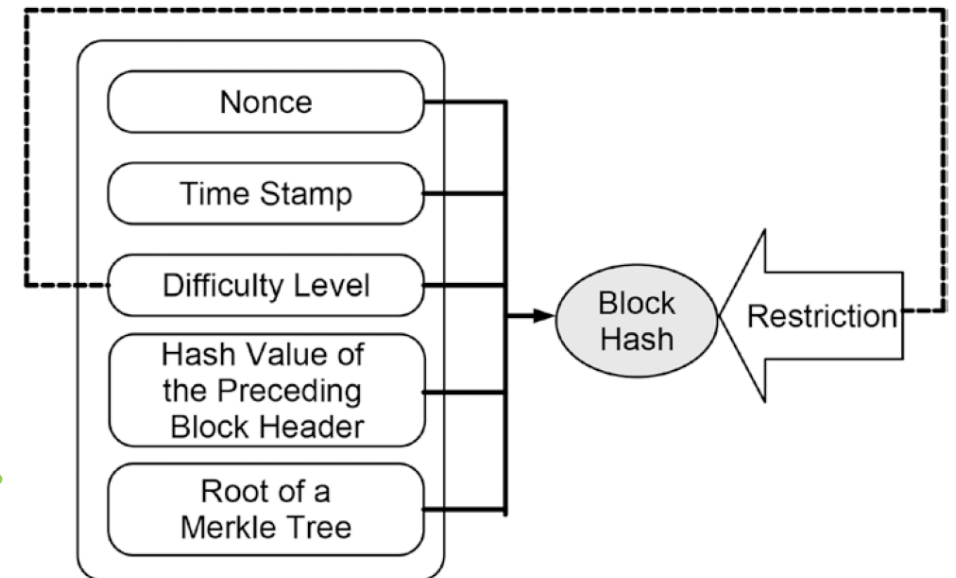 Nonce
Time Stamp
Difficulty Level
Hash Value of
the Preceding
Block Header
Root of a
Merkle Tree
Block
Hash
Restriction